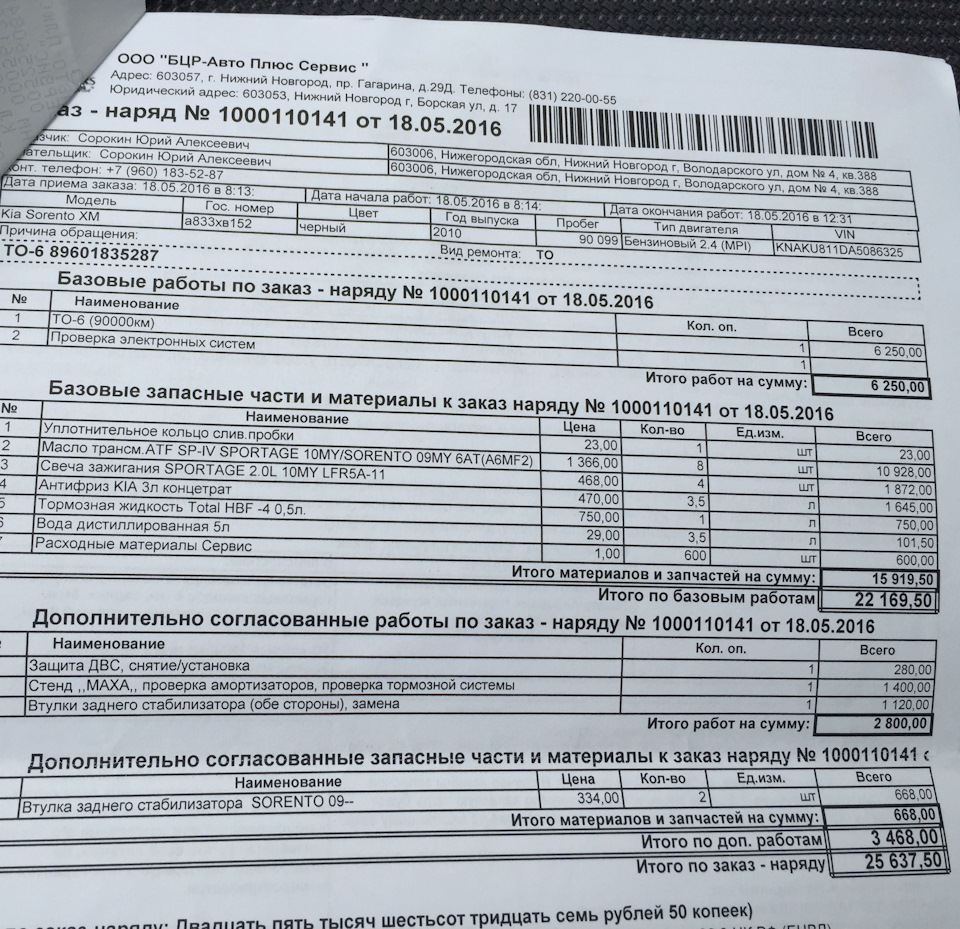 ООО "БЦР-Авто Плюс Сервис "
Адрес: 603057, г. Нижний Новгород, пр. Гагарина, д.29Д. Телефоны: (831) 220-00-55
Юридический адрес: 603053, Нижний Новгород г, Борская ул, д. 17
аз - наряд № 1000110141 от 18.05.2016
азчик: Сорокин Юрий Алексеевич 603006, Нижегородская обл, Нижний Новгород г, Володарского ул, дом № 4, кв.388
ательщик: Сорокин Юрий Алексеевич 603006, Нижегородская обл, Нижний Новгород г, Володарского ул, дом № 4, кв.388
онт. телефон: +7 (960) 183-52-87
Дата приема заказа: 18.05.2016 в 8:13: Дата начала работ: 18.05.2016 в 8:14: Дата окончания работ: 18.05.2016 в 12:31
Модель Гос. номер Цвет Год выпуска Пробег Тип двигателя VIN
Kia Sorento XM а833хв152 черный 2010 90 099 Бензиновый 2.4 (MPI) KNAKU811DA5086325
Причина обращения: Вид ремонта: ТО
ТО-6 89601835287
Базовые работы по заказ - наряду № 1000110141 от 18.05.2016
№ Наименование Кол. оп. Всего
1 ТО-6 (90000км) 1 6 250,00
2 Проверка электронных систем 1
Итого работ на сумму: 6 250,00
Базовые запасные части и материалы к заказ наряду № 1000110141 от 18.05.2016
№ Наименование Цена Кол-во Ед.изм. Всего
1 Уплотнительное кольцо слив.пробки 23,00 1 шт 23,00
2 Масло трансм.ATF SP-IV SPORTAGE 10MY/SORENTO 09MY 6AT(A6MF2) 1 366,00 8 шт 10 928,00
3 Свеча зажигания SPORTAGE 2.0L 10MY LFR5A-11 468,00 4 шт 1 872,00
4 Антифриз KIA 3л концетрат 470,00 3,5 л 1 645,00
5 Тормозная жидкость Total HBF -4 0,5л. 750,00 1 л 750,00
6 Вода дистиллированная 5л 29,00 3,5 л 101,50
7 Расходные материалы Сервис 1,00 600 шт 600,00
Итого материалов и запчастей на сумму: 15 919,50
Итого по базовым работам 22 169,50
Дополнительно согласованные работы по заказ - наряду № 1000110141 от 18.05.2016
Наименование Кол. оп. Всего
Защита ДВС, снятие/установка 1 280,00
Стенд ,,МАХА,, проверка амортизаторов, проверка тормозной системы 1 1 400,00
Втулки заднего стабилизатора (обе стороны), замена 1 1 120,00
Итого работ на сумму: 2 800,00
Дополнительно согласованные запасные части и материалы к заказ наряду № 1000110141 о
Наименование Цена Кол-во Ед.изм. Всего
Втулка заднего стабилизатора SORENTO 09-- 334,00 2 шт 668,00
Итого материалов и запчастей на сумму: 668,00
Итого по доп. работам 3 468,00
Итого по заказ - наряду 25 637,50
по заказ-наряду: Двадцать пять тысяч шестьсот тридцать семь рублей 50 копеек)